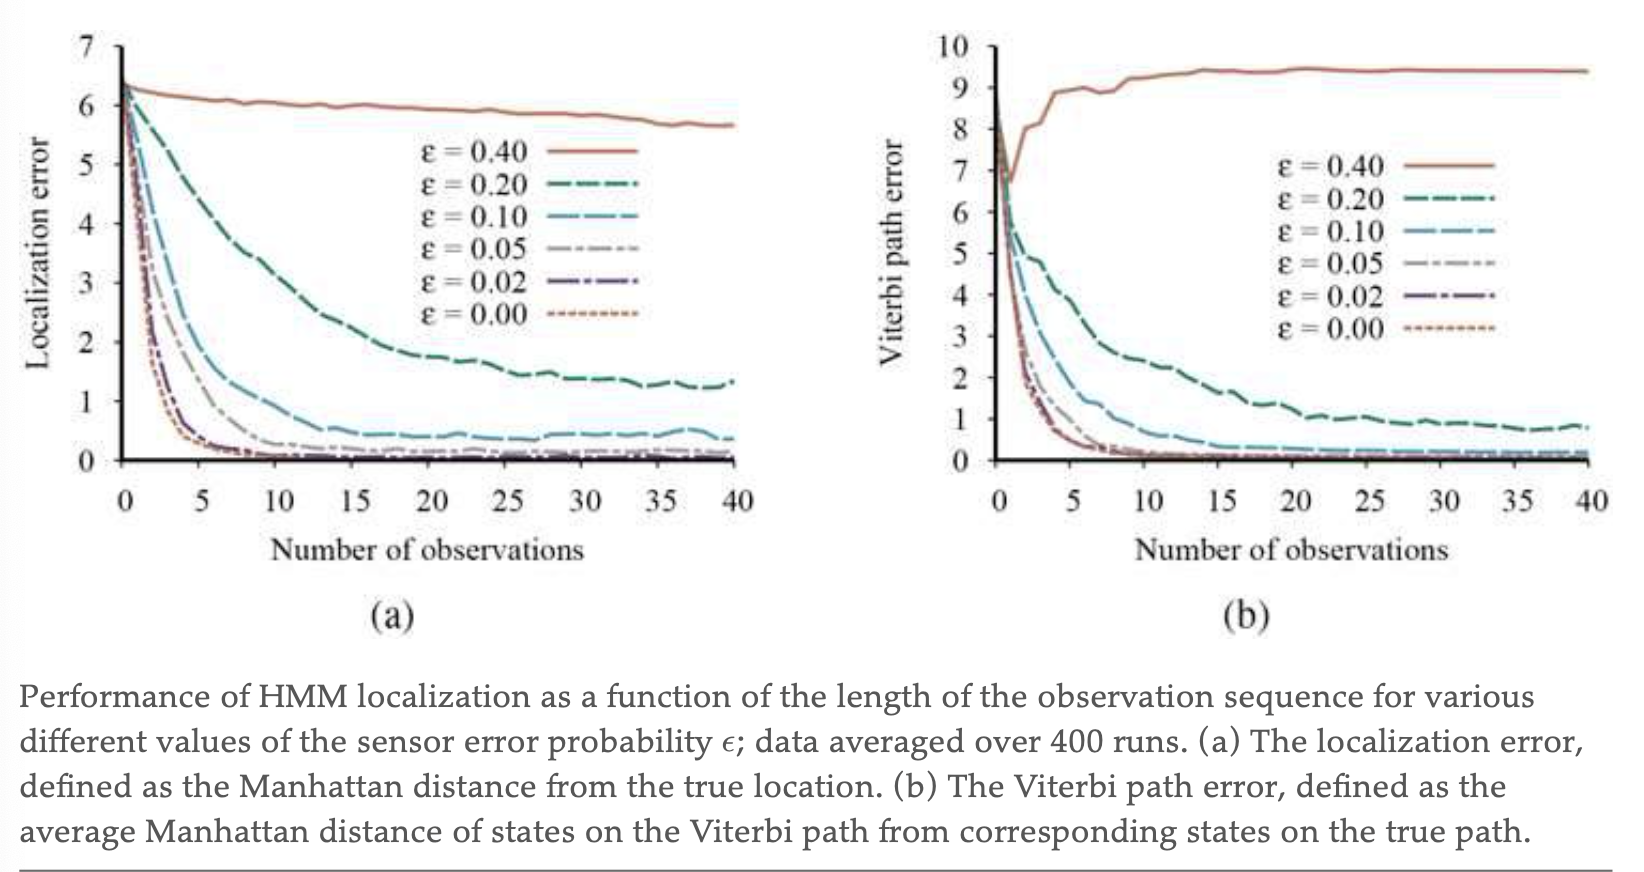 7
6
5
4
3
2
1
0
Localization error
ε = 0.40
ε = 0.20
ε = 0.10
ε = 0.05
ε = 0.02
ε = 0.00
0 5 10 15 20 25 30 35 40
Number of observations
(a)
10
9
8
7
6
5
4
3
2
1
0
Viterbi path error
ε = 0.40
ε = 0.20
ε = 0.10
ε = 0.05
ε = 0.02
ε = 0.00
0 5 10 15 20 25 30 35 40
Number of observations
(b)
Performance of HMM localization as a function of the length of the observation sequence for various
different values of the sensor error probability ϵ; data averaged over 400 runs. (a) The localization error,
defined as the Manhattan distance from the true location. (b) The Viterbi path error, defined as the
average Manhattan distance of states on the Viterbi path from corresponding states on the true path.